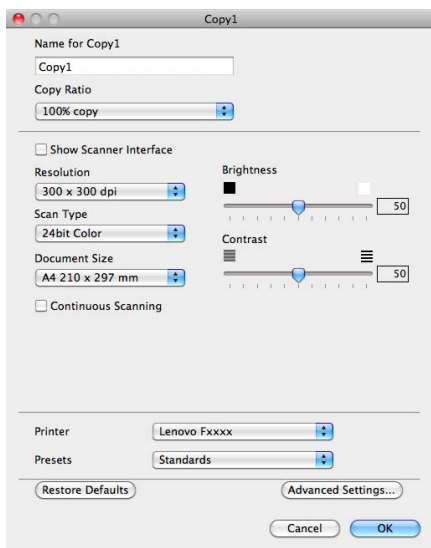 Copy1
Name for Copy1
Copy1
Copy Ratio
100% copy
Show Scanner Interface
Resolution
300 x 300 dpi
Scan Type
24bit Color
Document Size
A4 210 x 297 mm
Continuous Scanning
Brightness
50
Contrast
50
Printer
Lenovo Fxxxx
Presets
Standards
Restore Defaults
Advanced Settings...
Cancel
OK